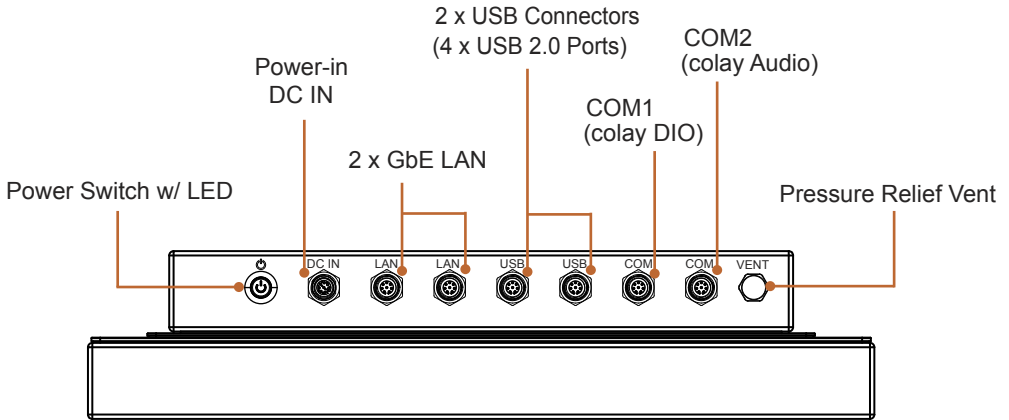 2 x USB Connectors
(4 x USB 2.0 Ports)
COM2
(colay Audio)
Power-in
DC IN
COM1
(colay DIO)
2 x GbE LAN
Power Switch w/ LED
Pressure Relief Vent
DC IN
LAN
LAN
USB
USB
COM
COM
VENT